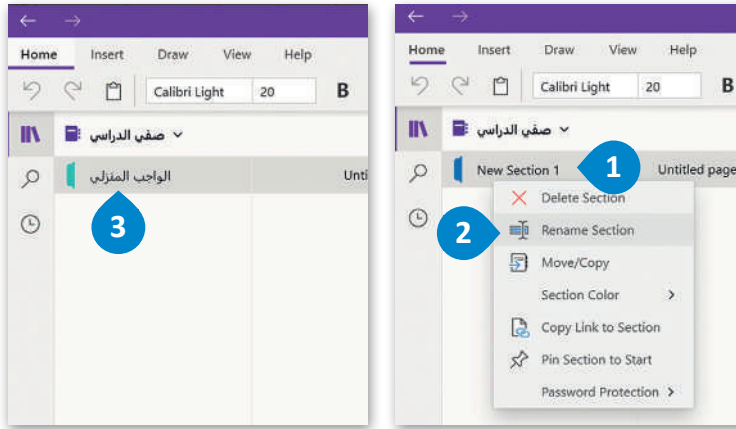 Home Insert Draw View Help
Calibri Light 20 B
صفي الدراسي
الواجب المنزلي
Unti
3
Home Insert Draw View Help
Calibri Light 20 B
صفي الدراسي
New Section 1
Untitled page
1
Delete Section
2
Rename Section
Move/Copy
Section Color
Copy Link to Section
Pin Section to Start
Password Protection